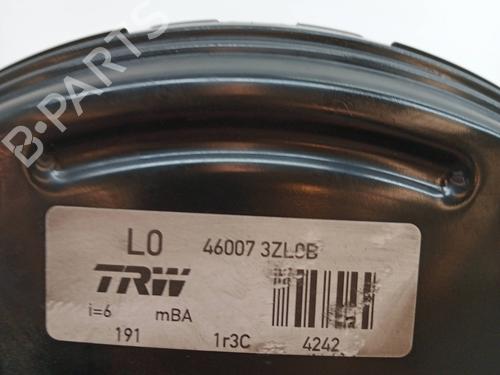 B-PARTS
L0 46007 3ZL0B
TRW
i=6 mBA
191 1r3C 4242